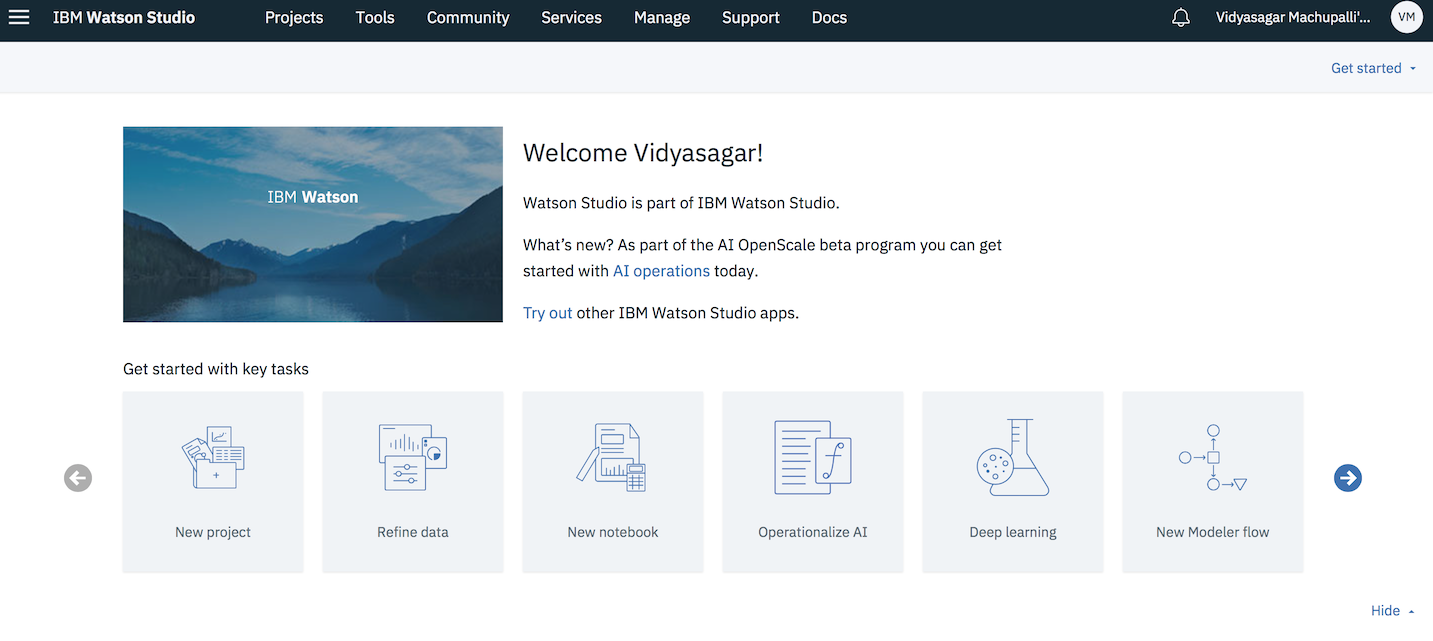 IBM Watson Studio Projects Tools Community Services Manage Support Docs Vidyasagar Machupalli'... VM
Get started
IBM Watson
Welcome Vidyasagar!
Watson Studio is part of IBM Watson Studio.
What's new? As part of the AI OpenScale beta program you can get
started with AI operations today.
Try out other IBM Watson Studio apps.
Get started with key tasks
New project Refine data New notebook Operationalize AI Deep learning New Modeler flow
Hide